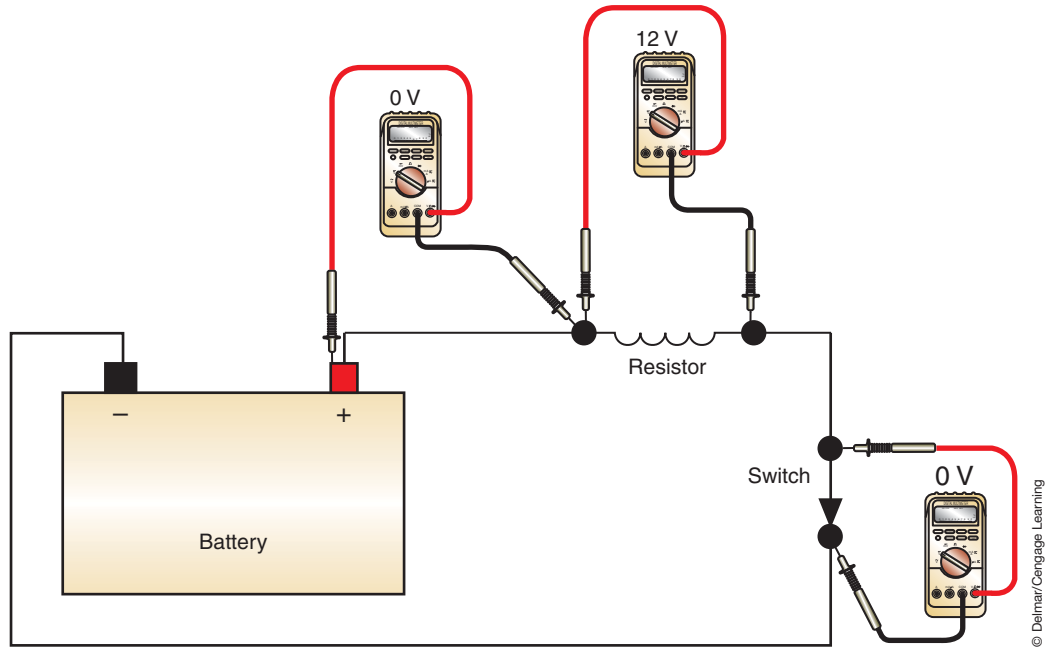 12 V
0 V
Resistor
− +
Switch
0 V
Battery
© Delmar/Cengage Learning